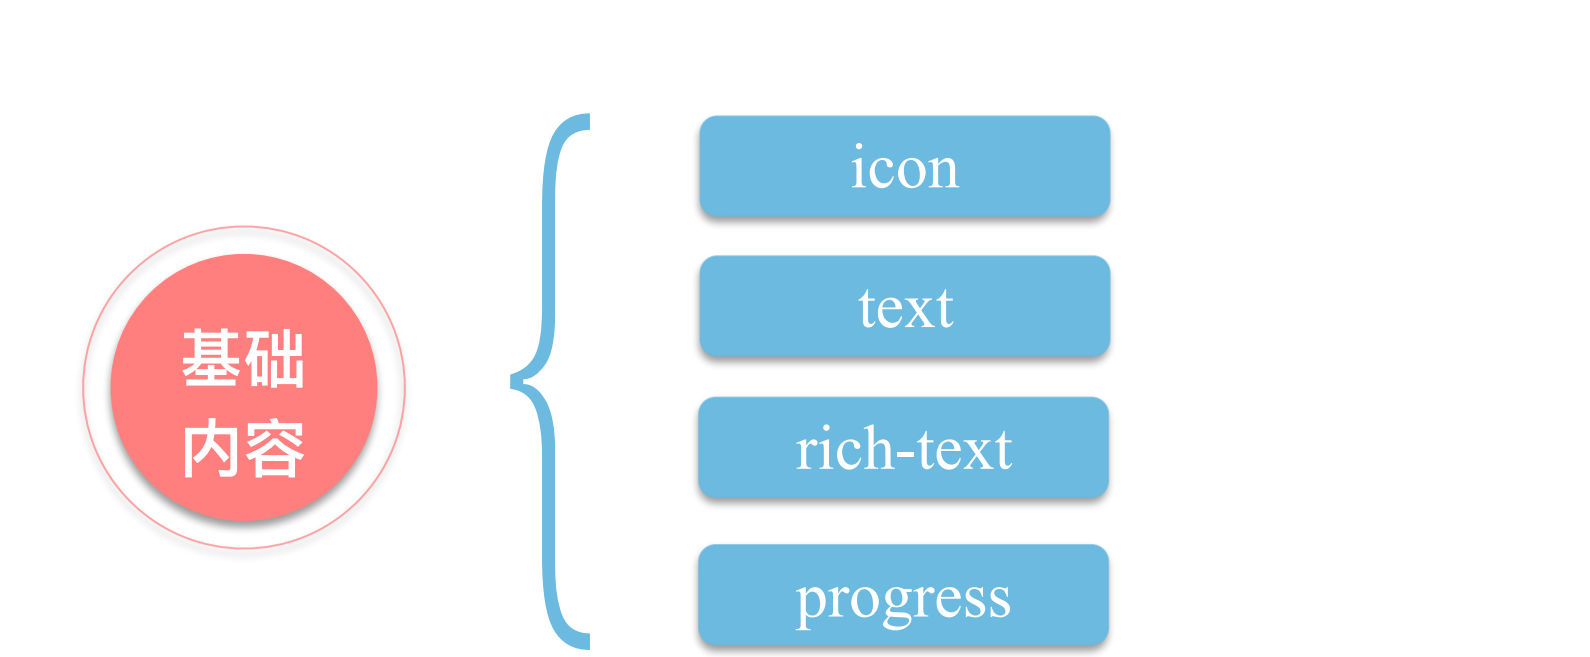 基础
内容
icon
text
rich-text
progress